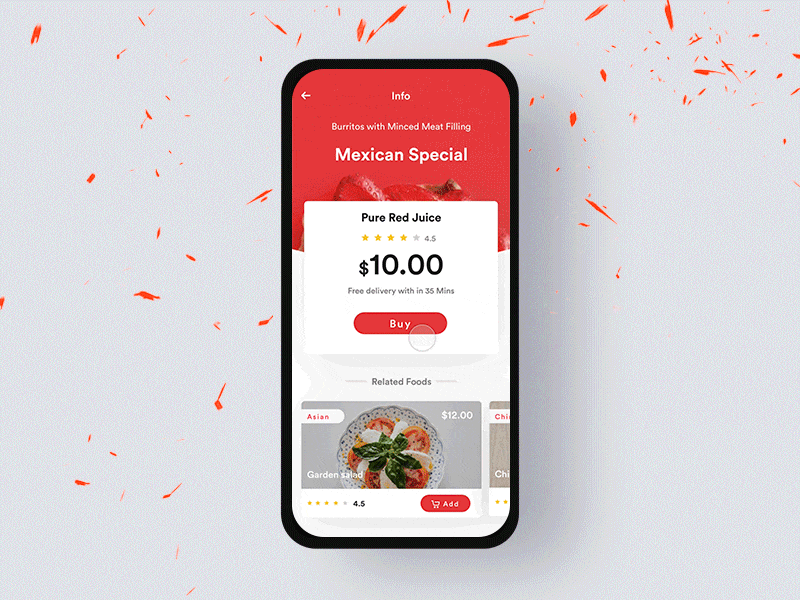 Info
Burritos with Minced Meat Filling
Mexican Special
Pure Red Juice
4.5
$10.00
Free delivery with in 35 Mins
Buy
Related Foods
Asian
$12.00
Chi
Garden salad
Chi
4.5
Add